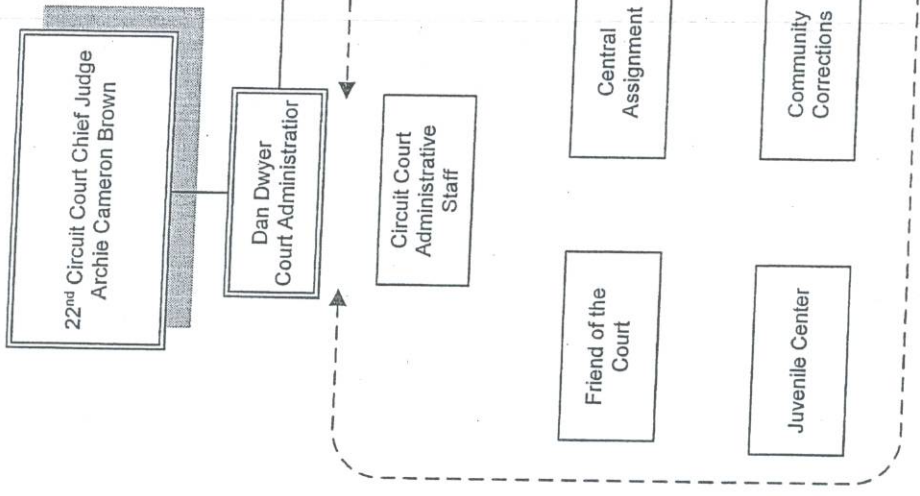 22nd Circuit Court Chief Judge
Archie Cameron Brown
Dan Dwyer
Court Administratior
Circuit Court
Administrative
Staff
Friend of the
Court
Central
Assignment
Juvenile Center
Community
Corrections